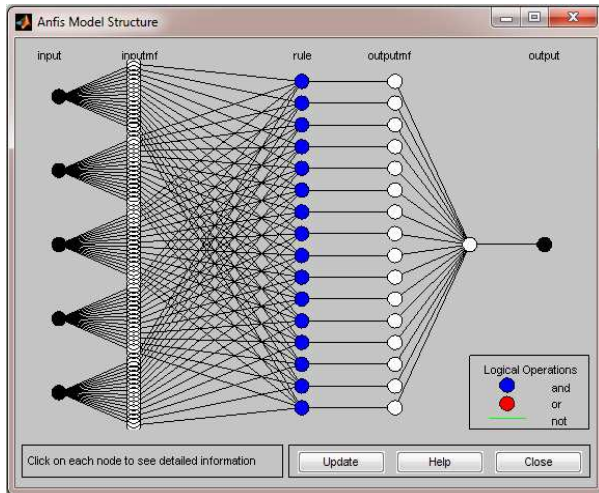 Anfis Model Structure
input inputmf rule outputmf output
Logical Operations
and
or
not
Click on each node to see detailed information
Update Help Close